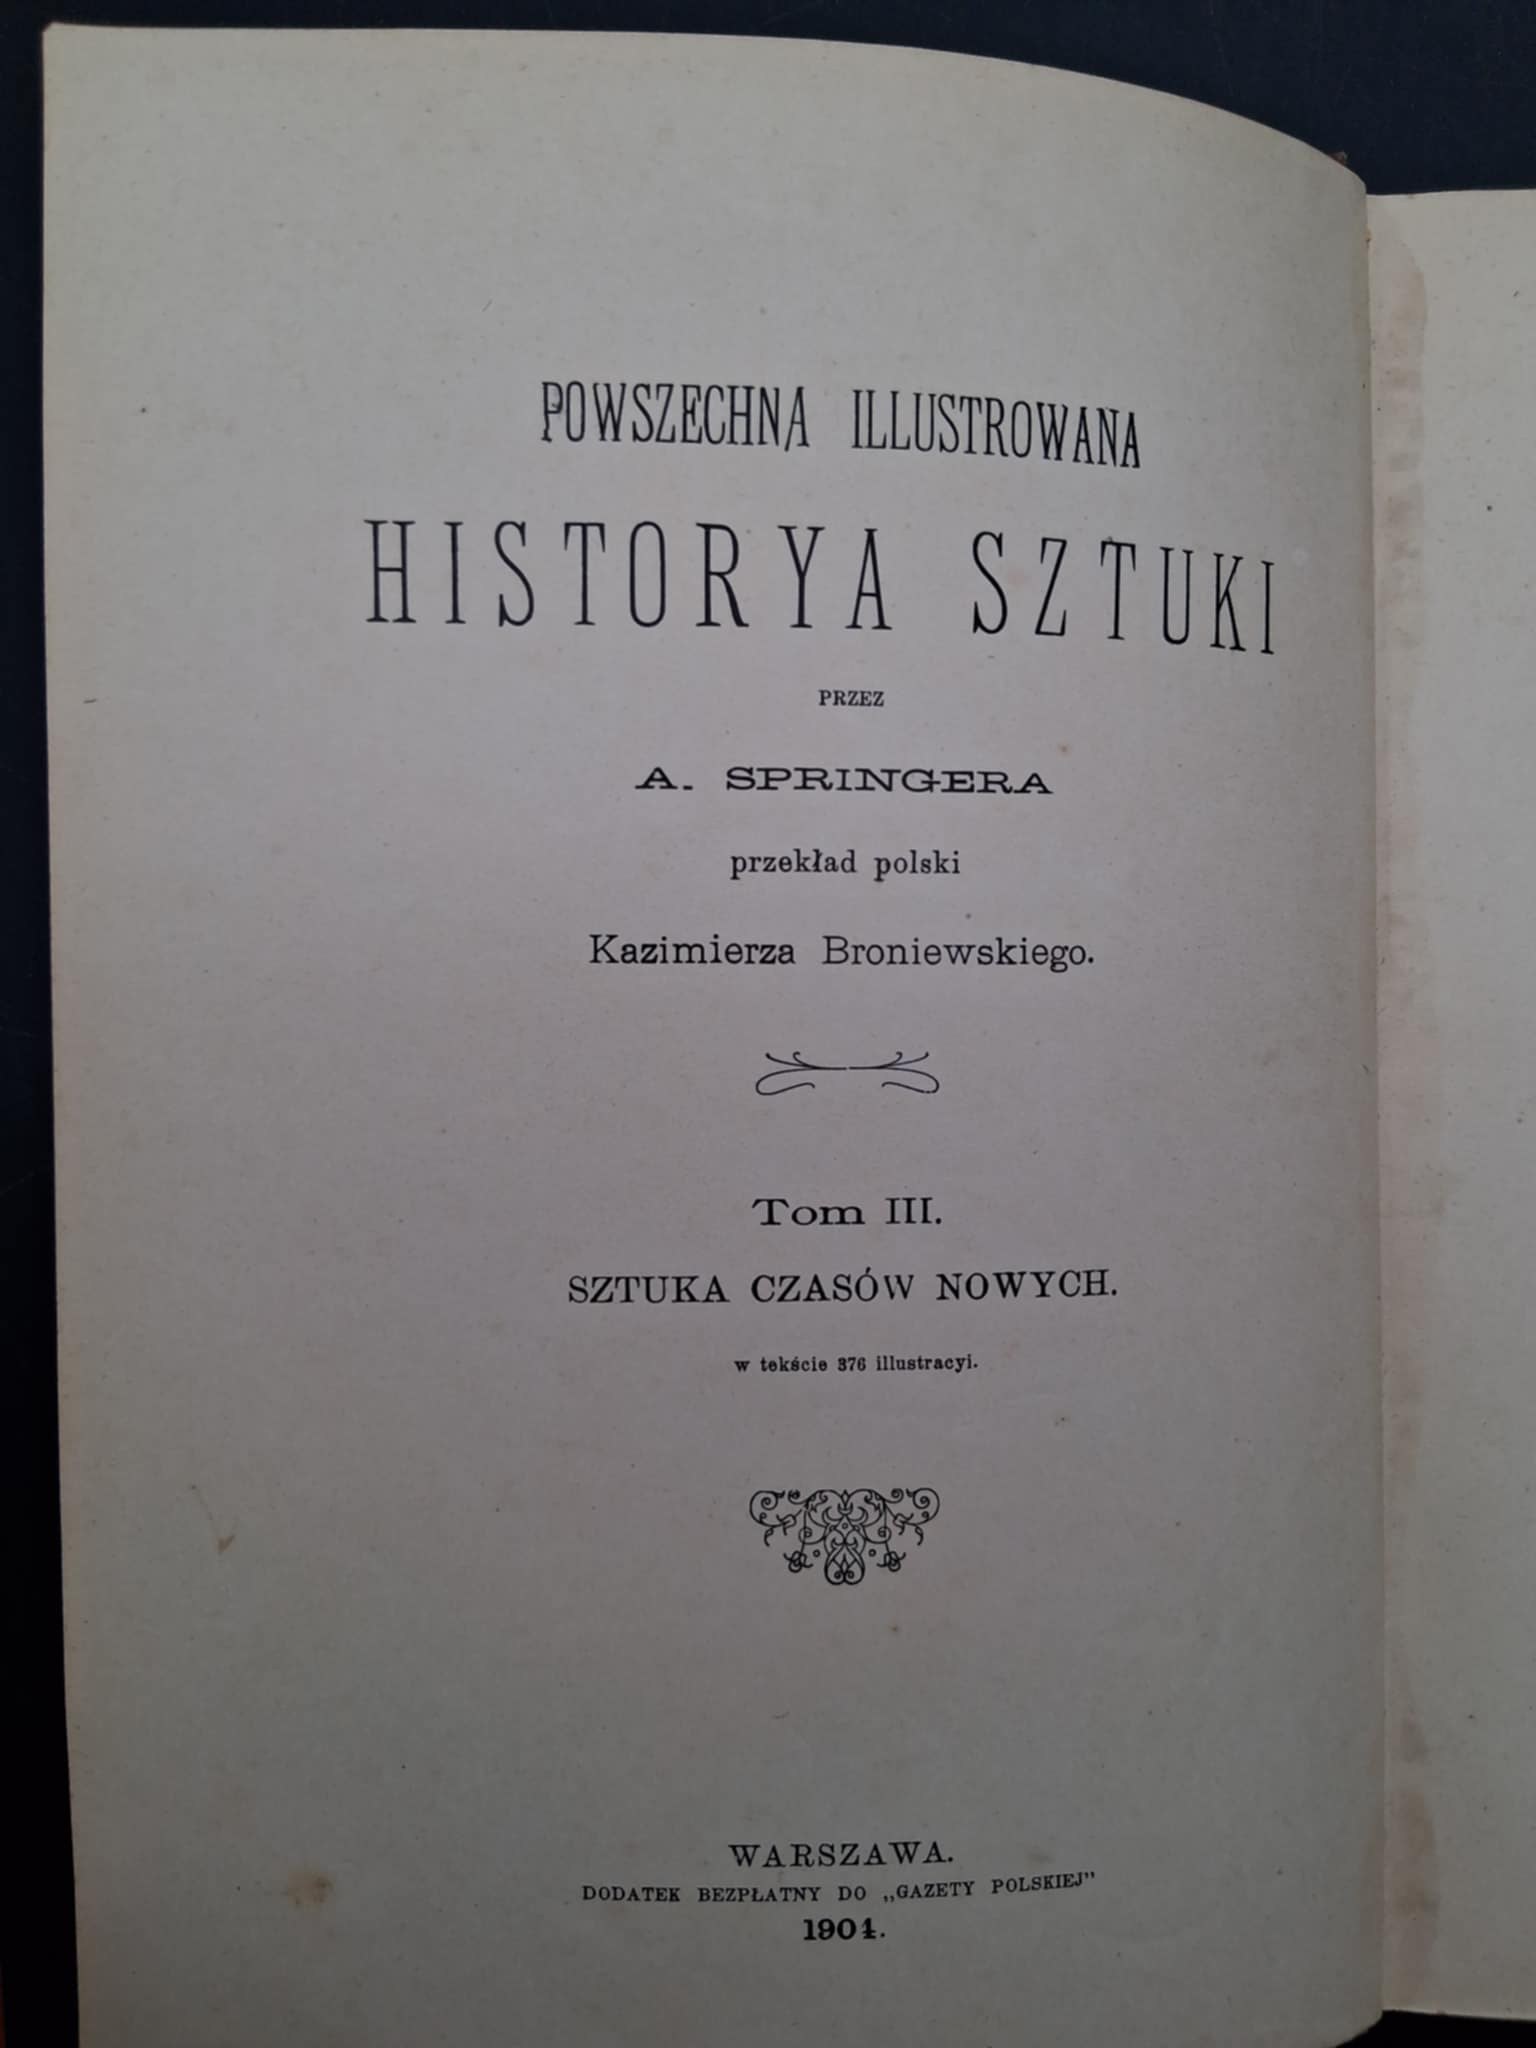 POWSZECHNA ILLUSTROWANA
HISTORYA SZTUKI
PRZEZ
A. SPRINGERA
przekład polski
Kazimierza Broniewskiego.
Tom III.
SZTUKA CZASÓW NOWYCH.
w tekście 376 illustracyi.
WARSZAWA.
DODATEK BEZPŁATNY DO „GAZETY POLSKIEJ”
1904.